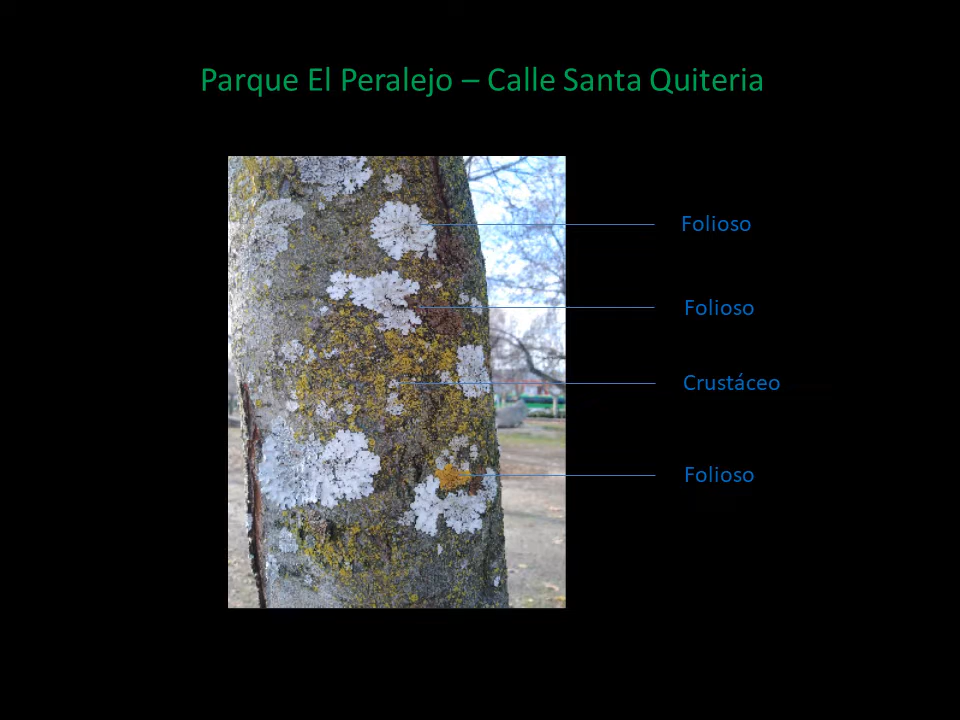 Parque El Peralejo – Calle Santa Quiteria
Folioso
Folioso
Crustáceo
Folioso